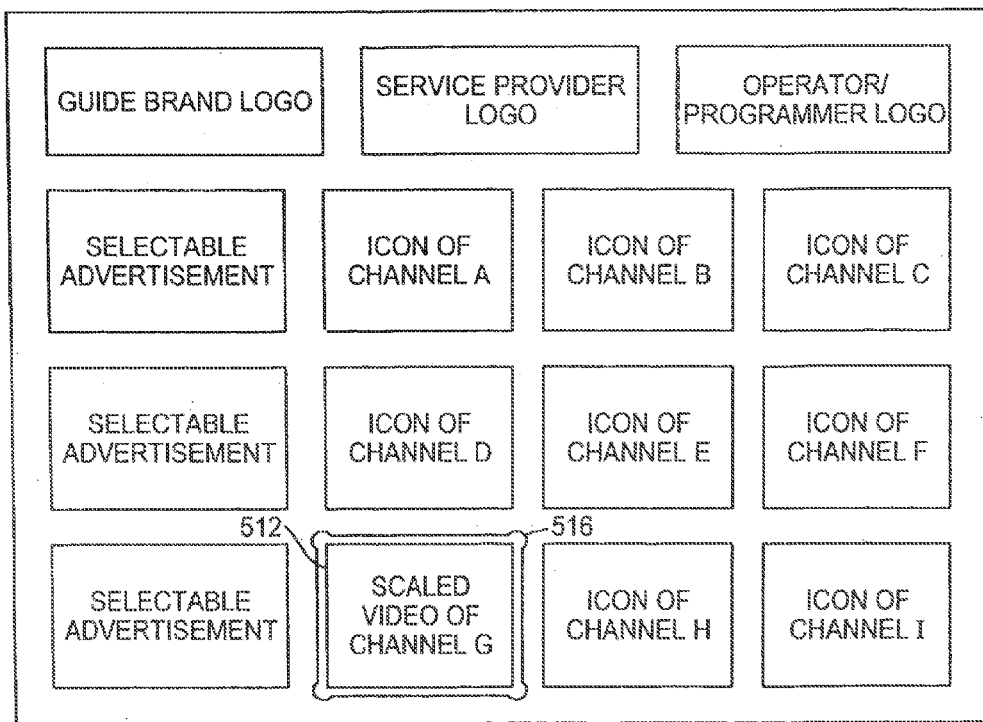 GUIDE BRAND LOGO
SERVICE PROVIDER
LOGO
OPERATOR/
PROGRAMMER LOGO
SELECTABLE
ADVERTISEMENT
ICON OF
CHANNEL A
ICON OF
CHANNEL B
ICON OF
CHANNEL C
SELECTABLE
ADVERTISEMENT
ICON OF
CHANNEL D
ICON OF
CHANNEL E
ICON OF
CHANNEL F
512
516
SELECTABLE
ADVERTISEMENT
SCALED
VIDEO OF
CHANNEL G
ICON OF
CHANNEL H
ICON OF
CHANNEL I